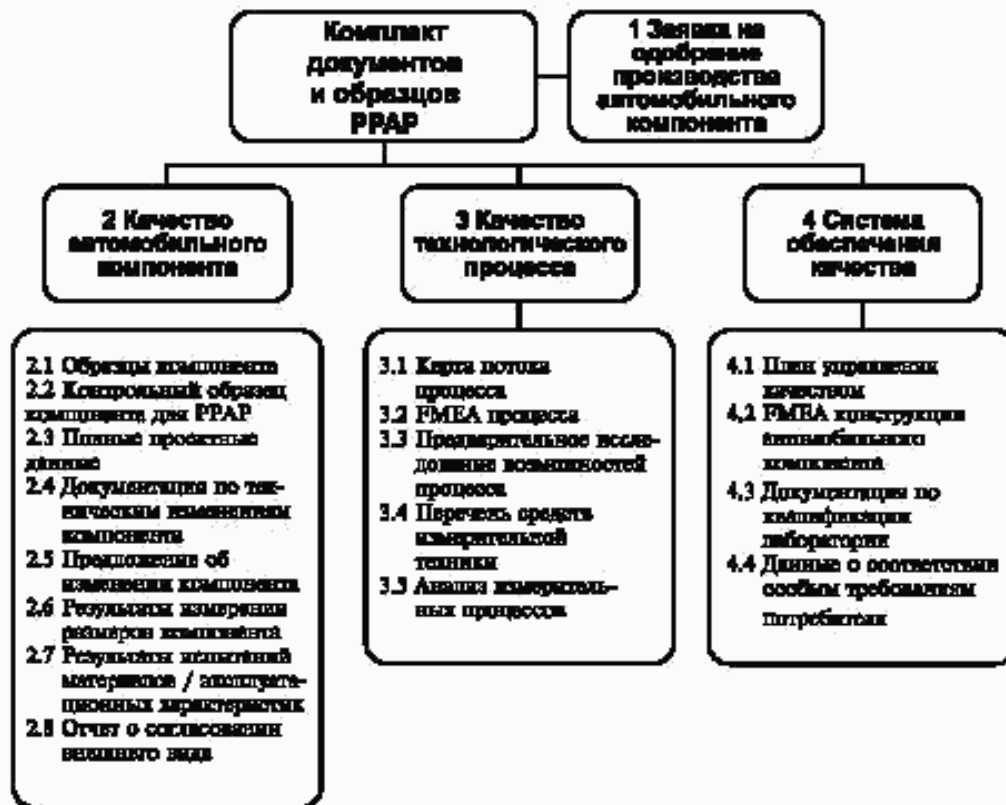 Комплект
документов
и образцов
PPAP
1 Заявка на
одобрение
производства
автомобильного
компонента
2 Качество
автомобильного
компонента
3 Качество
технологического
процесса
4 Система
обеспечения
качества
2.1 Образцы компонента
2.2 Контрольный образец
компонента для PPAP
2.3 Полные проектные
данные
2.4 Документация по тех-
ническим изменениям
компонента
2.5 Предложение об
изменении компонента
2.6 Результаты измерения
размеров компонента
2.7 Результаты испытаний
материалов / эксплуата-
ционных характеристик
2.8 Отчет о согласовании
внешнего вида
3.1 Карта потока
процесса
3.2 FMEA процесса
3.3 Предварительное иссле-
дование возможностей
процесса
3.4 Перечень средств
измерительной
техники
3.5 Анализ измеритель-
ных процессов
4.1 План управления
качеством
4.2 FMEA конструкции
автомобильного
компонента
4.3 Документация по
квалификации
лаборатории
4.4 Данные о соответствии
особым требованиям
потребителя